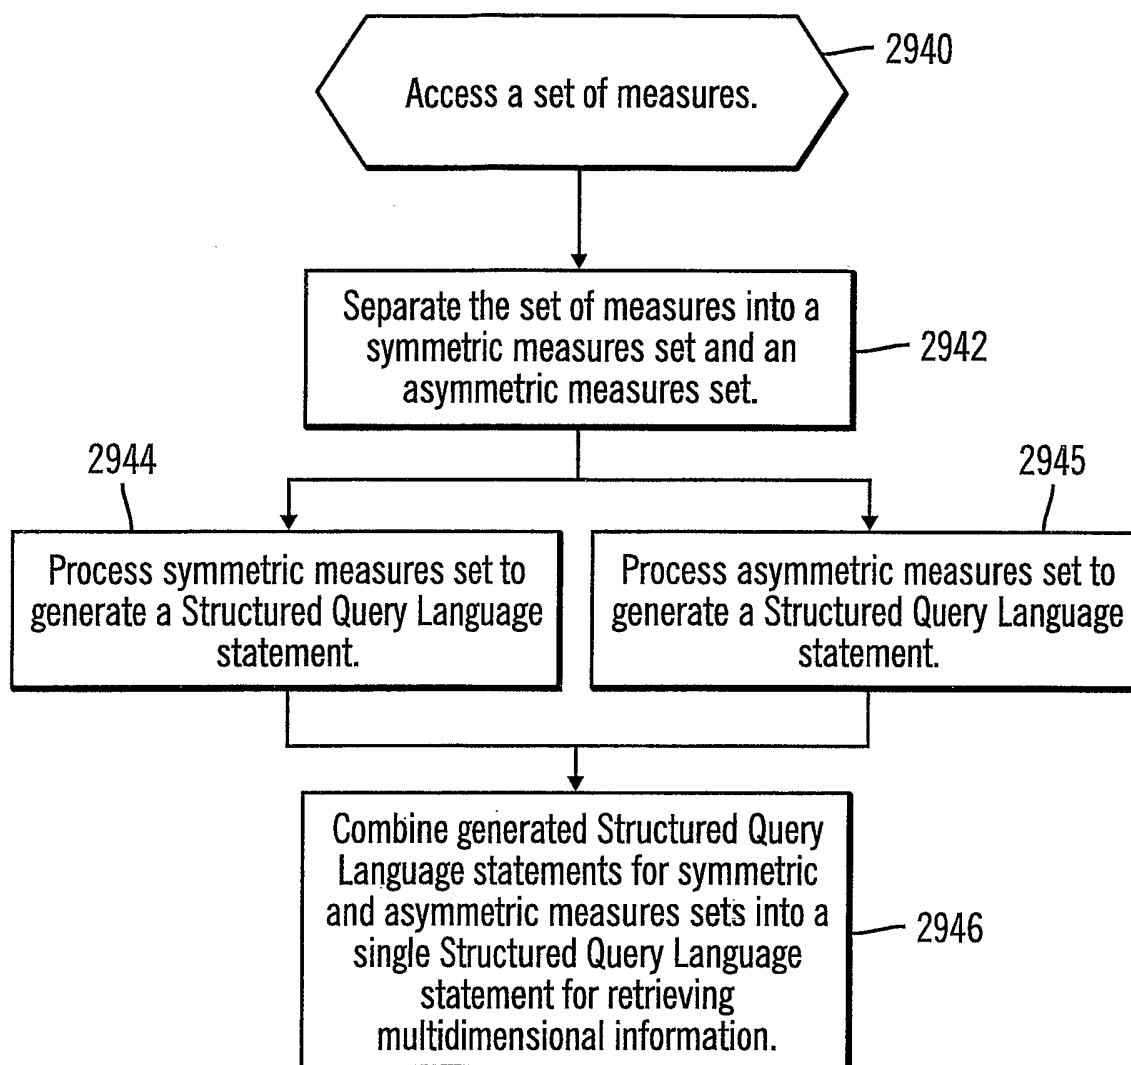 2940
Access a set of measures.
Separate the set of measures into a
symmetric measures set and an
asymmetric measures set.
2942
2944
2945
Process symmetric measures set to
generate a Structured Query Language
statement.
Process asymmetric measures set to
generate a Structured Query Language
statement.
Combine generated Structured Query
Language statements for symmetric
and asymmetric measures sets into a
single Structured Query Language
statement for retrieving
multidimensional information.
2946